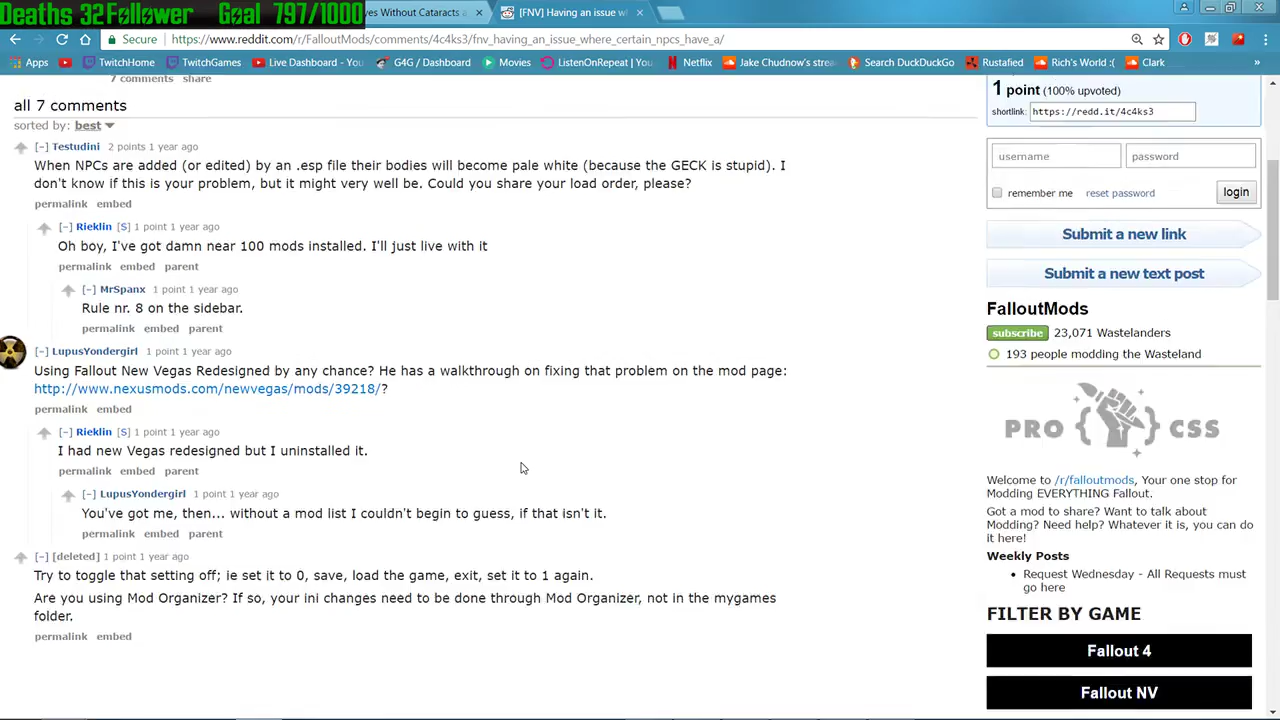 Deaths 32 Follower Goal 797/1000
yes Without Cataracts a
[FNV] Having an issue w
Secure
https://www.reddit.com/r/FalloutMods/comments/4c4ks3/fnv_having_an_issue_where_certain_npcs_have_a/
Apps TwitchHome TwitchGames Live Dashboard - You G4G / Dashboard Movies ListenOnRepeat | You Netflix Jake Chudnow's strea Search DuckDuckGo Rustafied Rich's World :( Clark »
7 comments share
all 7 comments
sorted by: best
[–] Testudini 2 points 1 year ago
When NPCs are added (or edited) by an .esp file their bodies will become pale white (because the GECK is stupid). I
don't know if this is your problem, but it might very well be. Could you share your load order, please?
permalink embed
[–] Rieklin [S] 1 point 1 year ago
Oh boy, I've got damn near 100 mods installed. I'll just live with it
permalink embed parent
[–] MrSpanx 1 point 1 year ago
Rule nr. 8 on the sidebar.
permalink embed parent
[–] LupusYondergirl 1 point 1 year ago
Using Fallout New Vegas Redesigned by any chance? He has a walkthrough on fixing that problem on the mod page:
http://www.nexusmods.com/newvegas/mods/39218/?
permalink embed
[–] Rieklin [S] 1 point 1 year ago
I had new Vegas redesigned but I uninstalled it.
permalink embed parent
[–] LupusYondergirl 1 point 1 year ago
You've got me, then... without a mod list I couldn't begin to guess, if that isn't it.
permalink embed parent
[–] [deleted] 1 point 1 year ago
Try to toggle that setting off; ie set it to 0, save, load the game, exit, set it to 1 again.
Are you using Mod Organizer? If so, your ini changes need to be done through Mod Organizer, not in the mygames
folder.
permalink embed
1 point (100% upvoted)
shortlink: https://redd.it/4c4ks3
username password
remember me reset password login
Submit a new link
Submit a new text post
FalloutMods
subscribe 23,071 Wastelanders
193 people modding the Wasteland
PRO { } CSS
Welcome to /r/falloutmods, Your one stop for
Modding EVERYTHING Fallout.
Got a mod to share? Want to talk about
Modding? Need help? Whatever it is, you can do
it here!
Weekly Posts
Request Wednesday - All Requests must
go here
FILTER BY GAME
Fallout 4
Fallout NV